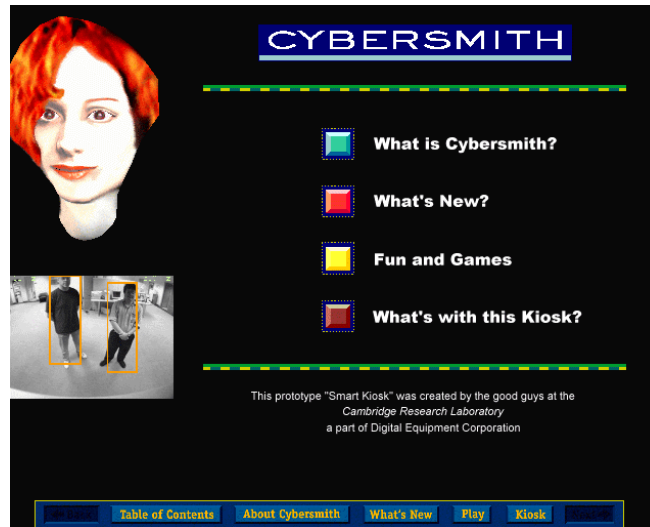 CYBERSMITH
What is Cybersmith?
What's New?
Fun and Games
What's with this Kiosk?
This prototype "Smart Kiosk" was created by the good guys at the
Cambridge Research Laboratory
a part of Digital Equipment Corporation
Table of Contents About Cybersmith What's New Play Kiosk